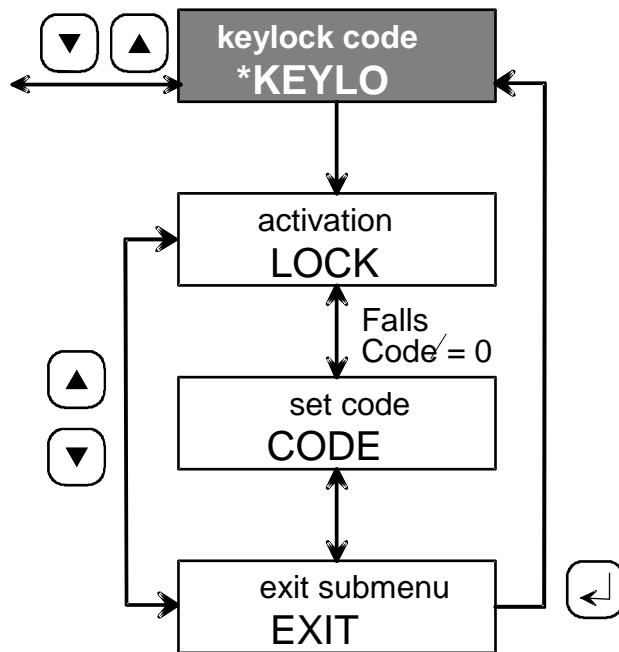 keylock code
*KEYLO
activation
LOCK
Falls
Code ≠ 0
set code
CODE
exit submenu
EXIT